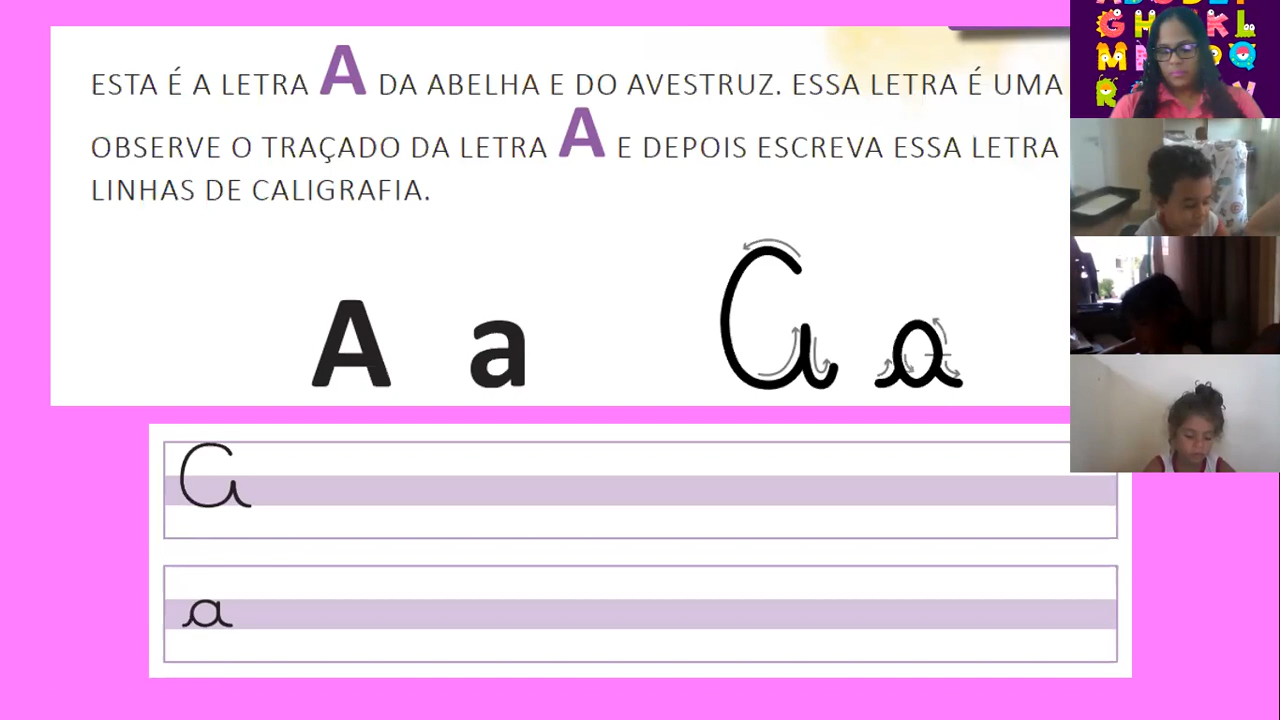 ESTA É A LETRA A DA ABELHA E DO AVESTRUZ. ESSA LETRA É UMA
OBSERVE O TRAÇADO DA LETRA A E DEPOIS ESCREVA ESSA LETRA
LINHAS DE CALIGRAFIA.
A a A a
A
a
G H K L
M Q
R